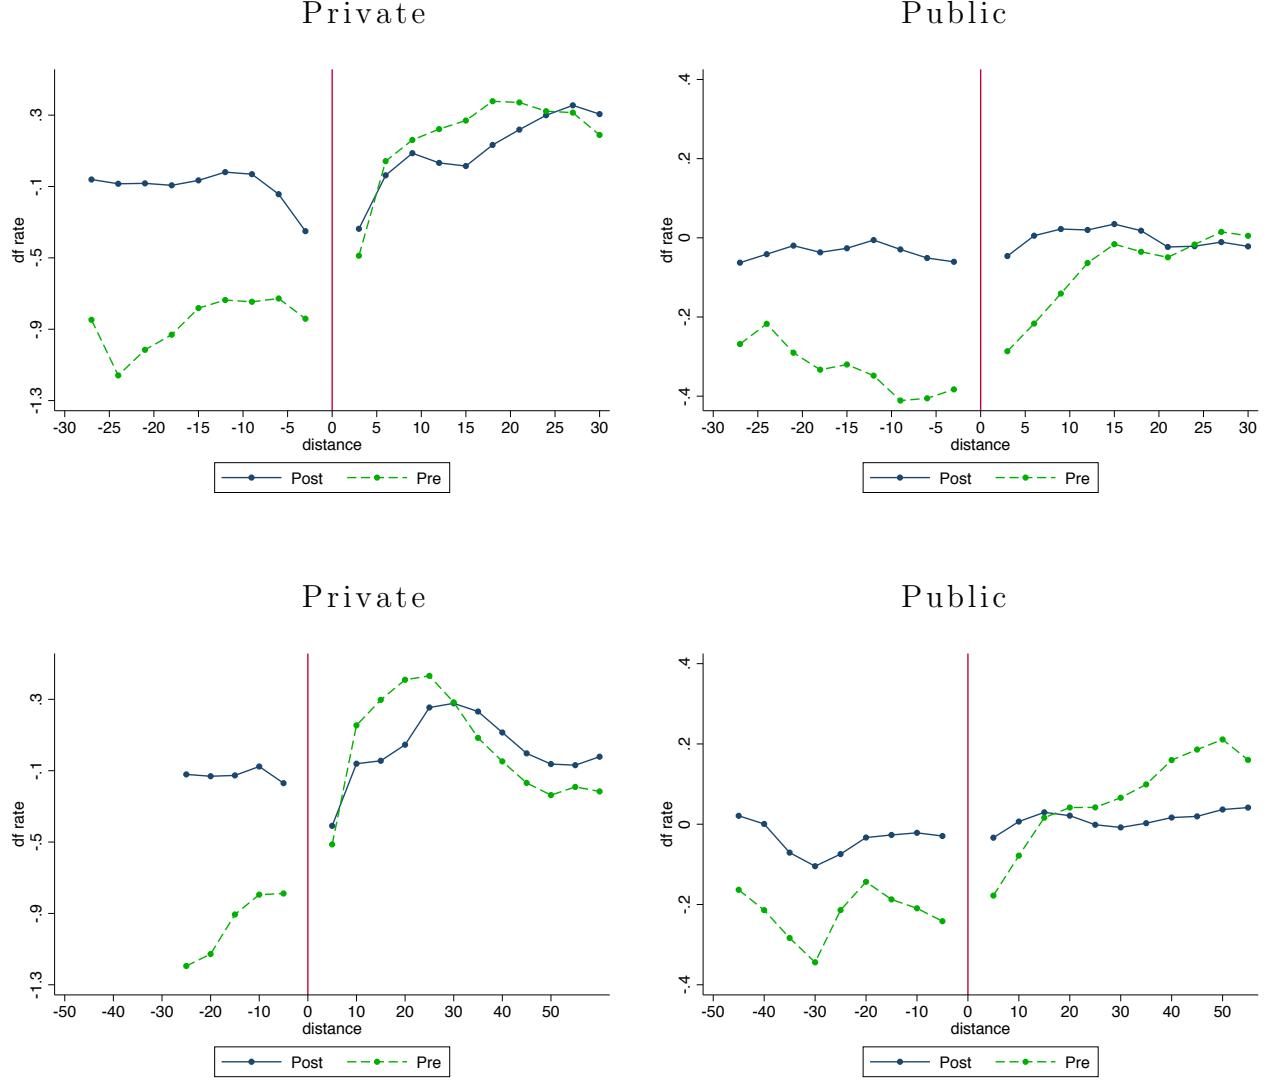 Private
Public
df rate
.3
-.1
-.5
-.9
-1.3
-30 -25 -20 -15 -10 -5 0 5 10 15 20 25 30
distance
Post Pre
df rate
.4
.2
0
-.2
-.4
-30 -25 -20 -15 -10 -5 0 5 10 15 20 25 30
distance
Post Pre
Private
Public
df rate
.3
-.1
-.5
-.9
-1.3
-50 -40 -30 -20 -10 0 10 20 30 40 50
distance
Post Pre
df rate
.4
.2
0
-.2
-.4
-50 -40 -30 -20 -10 0 10 20 30 40 50
distance
Post Pre